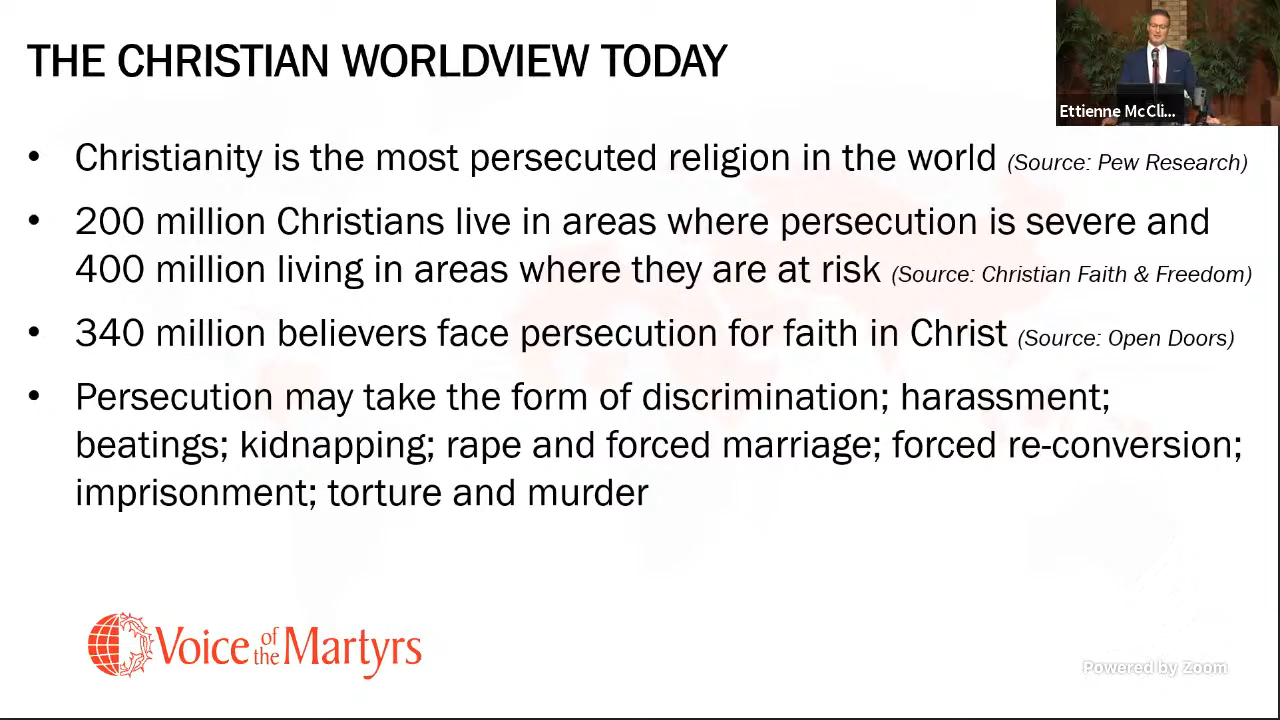 THE CHRISTIAN WORLDVIEW TODAY
Ettienne McCli...
• Christianity is the most persecuted religion in the world (Source: Pew Research)
• 200 million Christians live in areas where persecution is severe and
400 million living in areas where they are at risk (Source: Christian Faith & Freedom)
• 340 million believers face persecution for faith in Christ (Source: Open Doors)
• Persecution may take the form of discrimination; harassment;
beatings; kidnapping; rape and forced marriage; forced re-conversion;
imprisonment; torture and murder
Voice of the Martyrs
Powered by Zoom